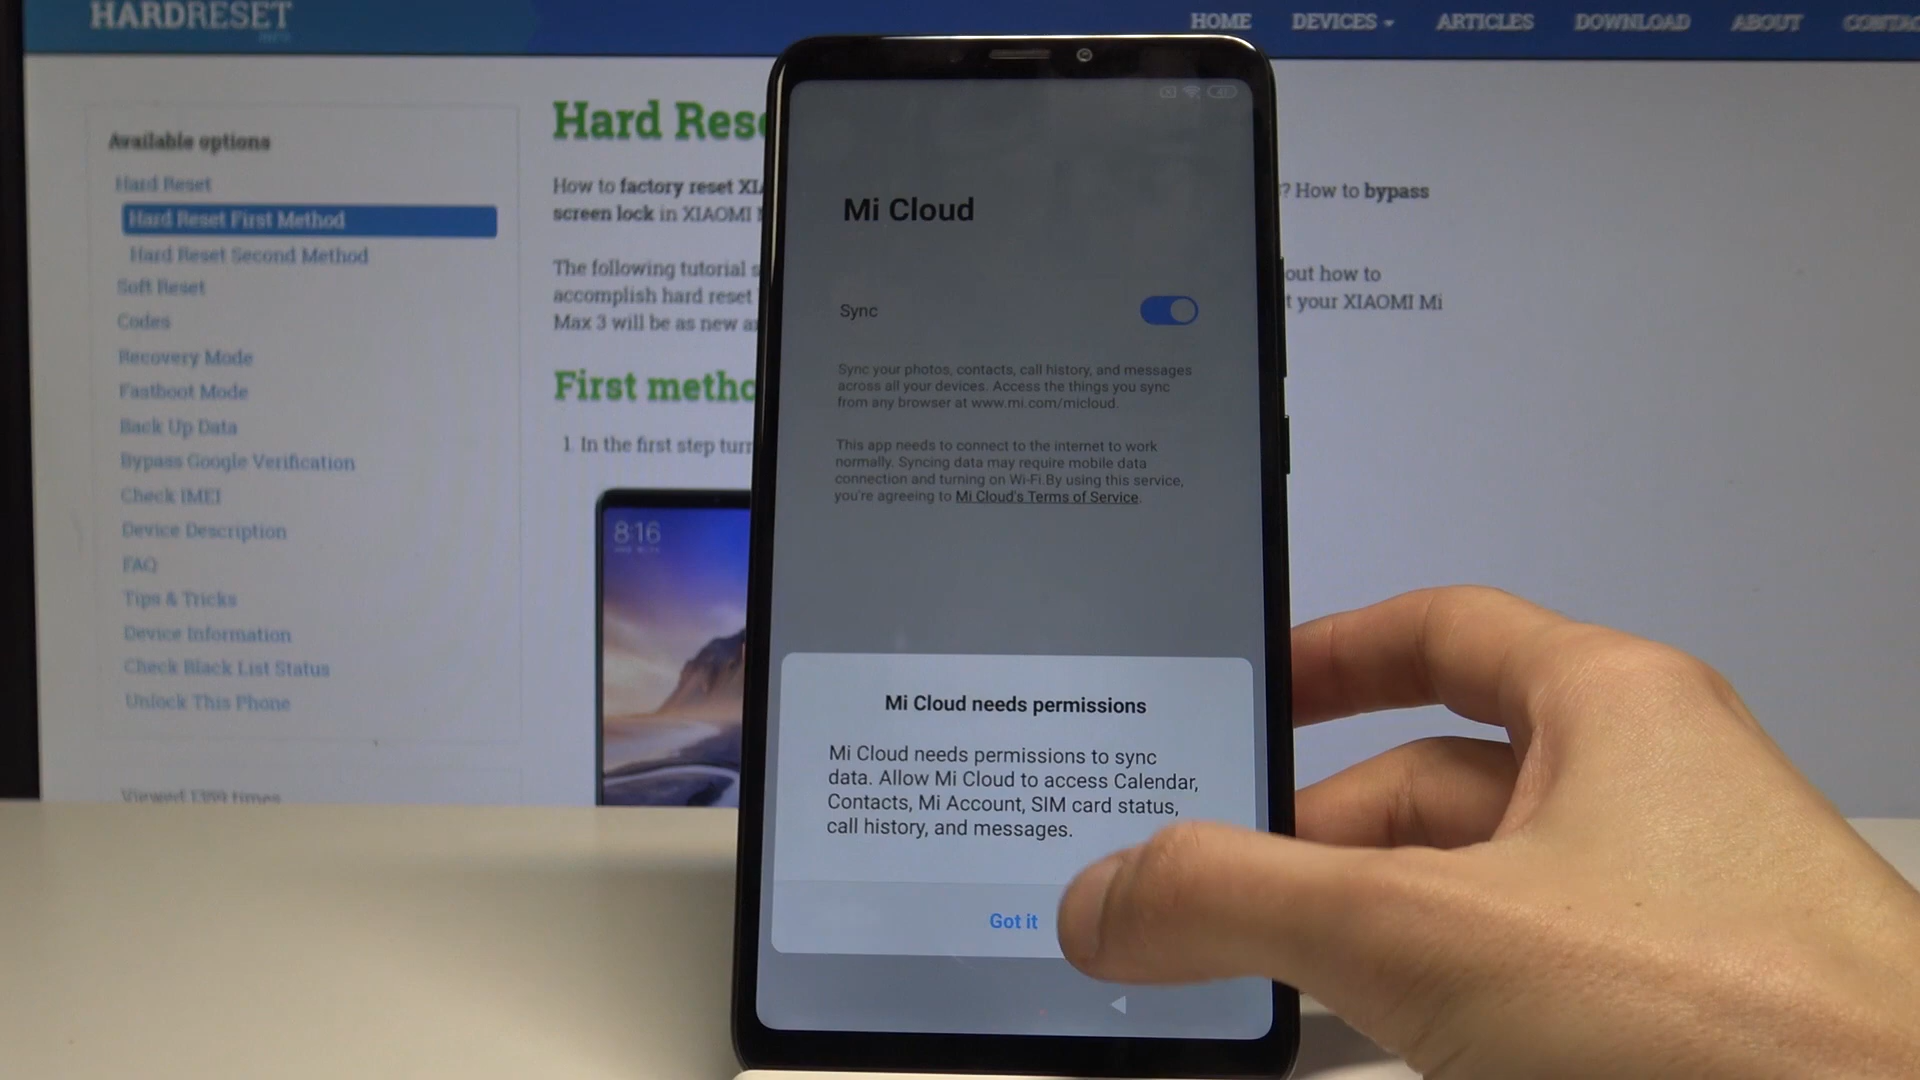 HARDRESET
HOME
DEVICES
ARTICLES
DOWNLOAD
ABOUT
Available options
Hard Reset
Hard Reset First Method
Hard Reset Second Method
Soft Reset
Codes
Recovery Mode
Fastboot Mode
Back Up Data
Bypass Google Verification
Check IMEI
Device Description
FAQ
Tips & Tricks
Device Information
Check Black List Status
Unlock This Phone
Viewed 1399 times
Hard Rese
How to factory reset XI
? How to bypass
screen lock in XIAOMI
The following tutorial s
out how to
accomplish hard reset
t your XIAOMI Mi
Max 3 will be as new a
First metho
1. In the first step turn
8:16
Mi Cloud
Sync
Sync your photos, contacts, call history, and messages
across all your devices. Access the things you sync
from any browser at www.mi.com/micloud.
This app needs to connect to the internet to work
normally. Syncing data may require mobile data
connection and turning on Wi-Fi.By using this service,
you're agreeing to Mi Cloud's Terms of Service.
Mi Cloud needs permissions
Mi Cloud needs permissions to sync
data. Allow Mi Cloud to access Calendar,
Contacts, Mi Account, SIM card status,
call history, and messages.
Got it